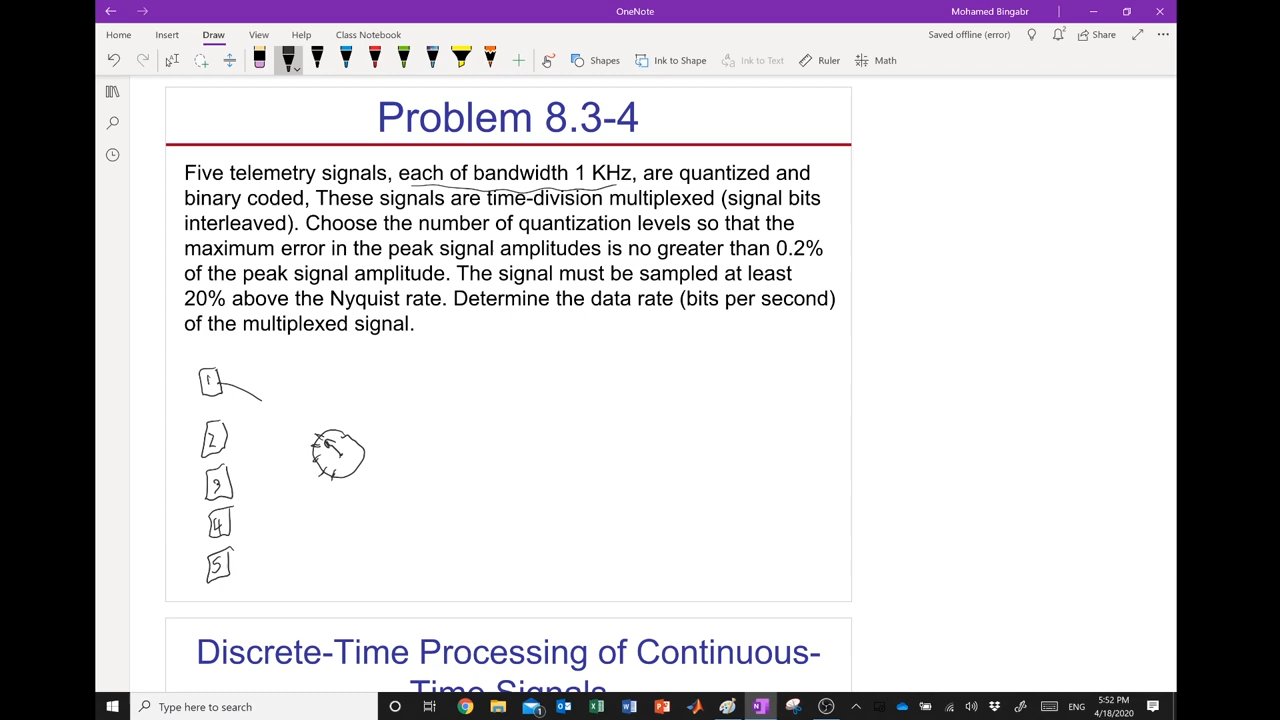 OneNote
Mohamed Bingabr
Home Insert Draw View Help Class Notebook
Saved offline (error) Share
Shapes Ink to Shape Ink to Text Ruler Math
Problem 8.3-4
Five telemetry signals, each of bandwidth 1 KHz, are quantized and
binary coded, These signals are time-division multiplexed (signal bits
interleaved). Choose the number of quantization levels so that the
maximum error in the peak signal amplitudes is no greater than 0.2%
of the peak signal amplitude. The signal must be sampled at least
20% above the Nyquist rate. Determine the data rate (bits per second)
of the multiplexed signal.
1
2
3
4
5
Discrete-Time Processing of Continuous-
Time Signals
Type here to search
ENG
5:52 PM
4/18/2020